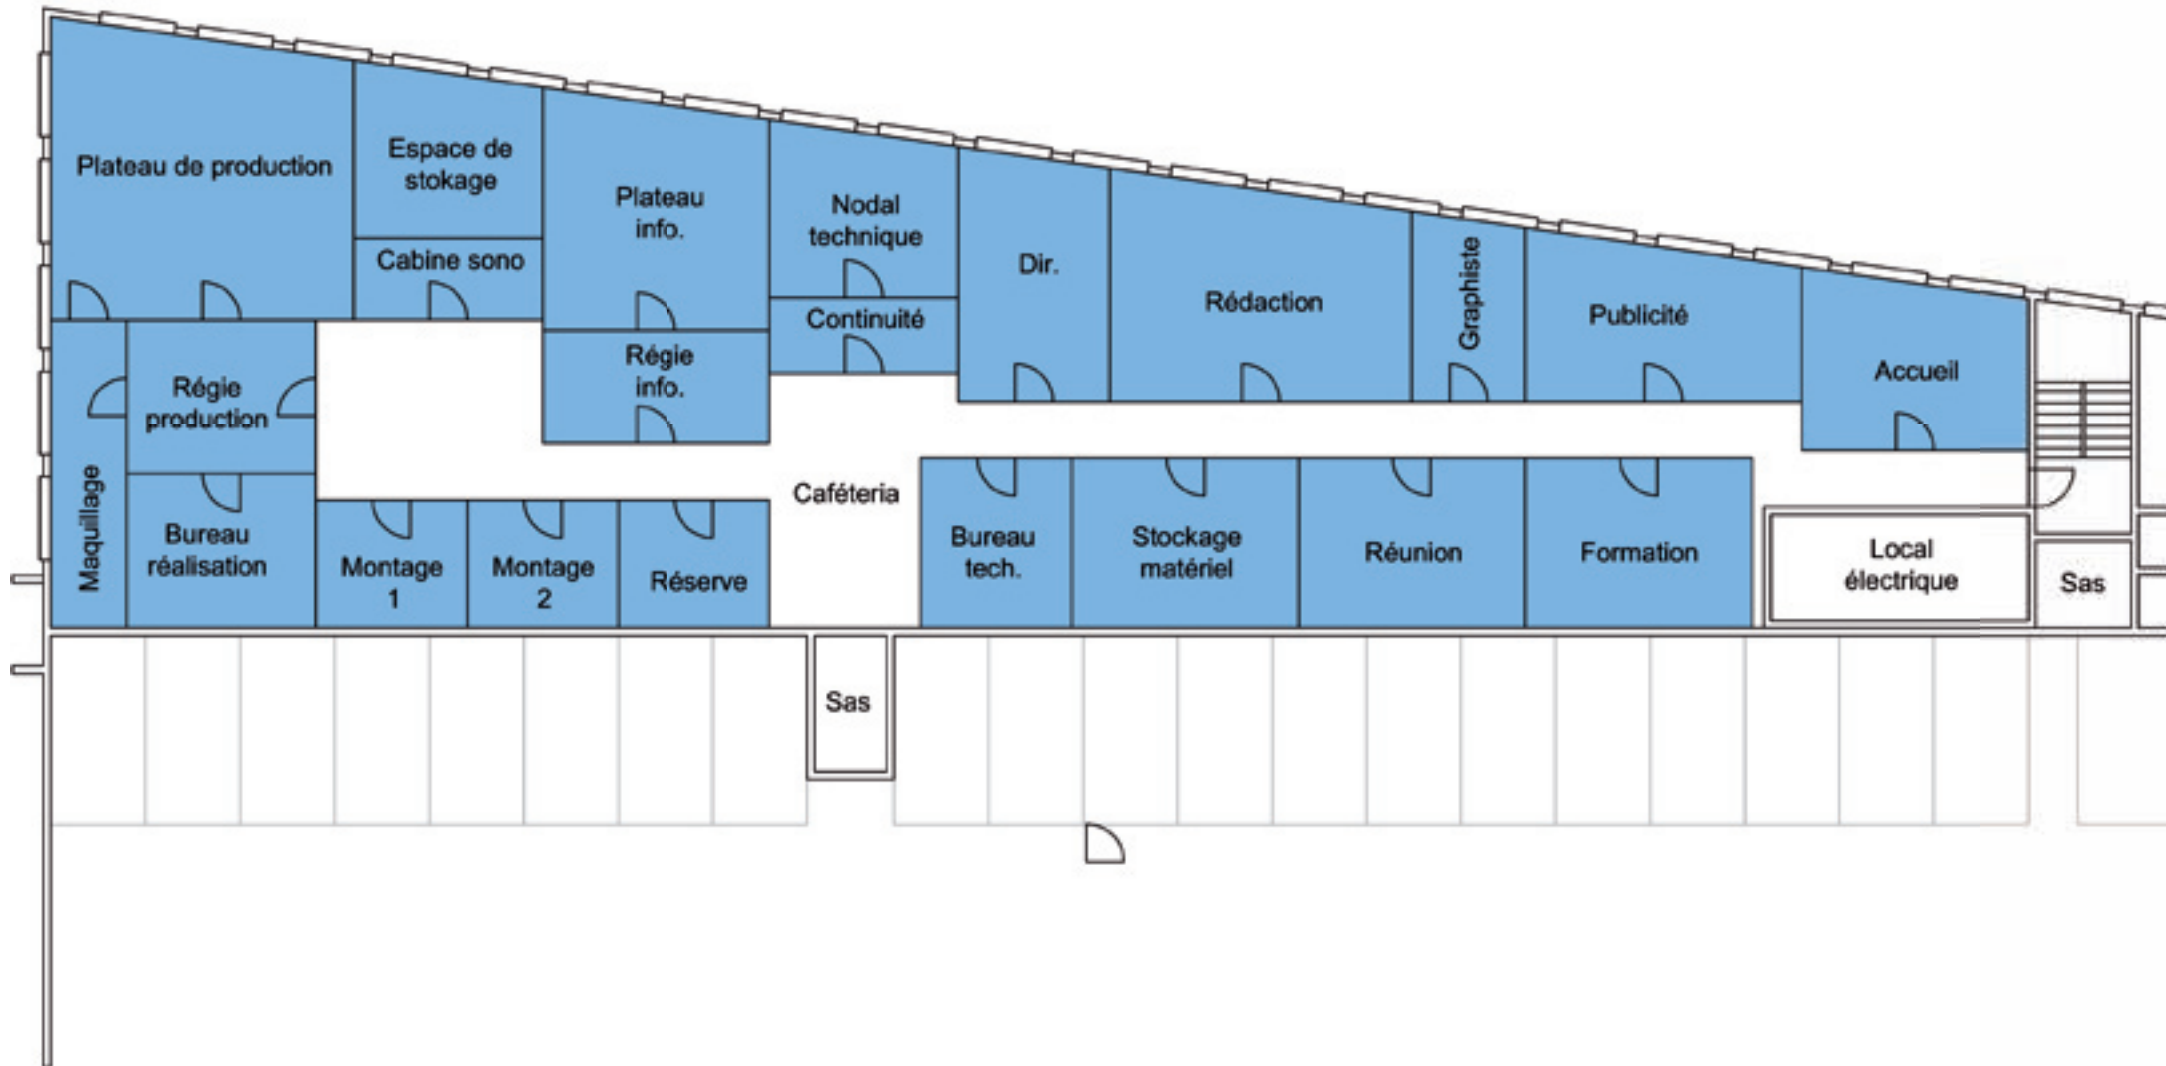 Plateau de production
Espace de
stokage
Cabine sono
Plateau
info.
Régie
info.
Nodal
technique
Continuité
Dir.
Rédaction
Graphiste
Publicité
Accueil
Maquillage
Régie
production
Bureau
réalisation
Montage
1
Montage
2
Réserve
Caféteria
Bureau
tech.
Stockage
matériel
Réunion
Formation
Local
électrique
Sas
Sas